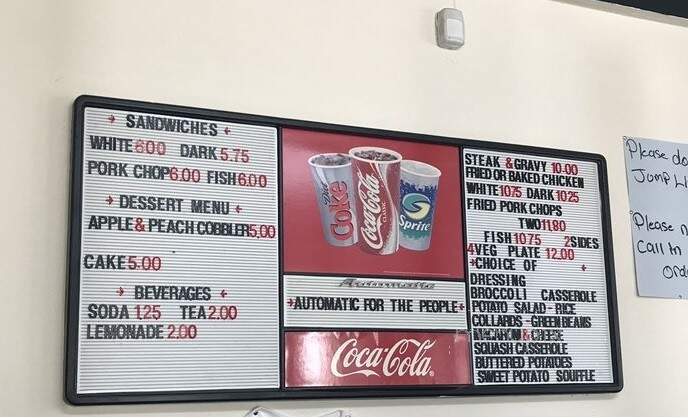 SANDWICHES
WHITE 6.00 DARK 5.75
PORK CHOP 6.00 FISH 6.00
DESSERT MENU
APPLE & PEACH COBBLER 5,00
CAKE 5.00
BEVERAGES
SODA 1.25 TEA 2.00
LEMONADE 2.00
Diet Coke
Coca-Cola CLASSIC
Sprite
Automatic
AUTOMATIC FOR THE PEOPLE
Coca-Cola
STEAK & GRAVY 10.00
FRIED OR BAKED CHICKEN
WHITE 10.75 DARK 10.25
FRIED PORK CHOPS
TWO 11.80
FISH 10.75 2 SIDES
4 VEG PLATE 12.00
CHOICE OF
DRESSING
BROCCOLI CASSEROLE
POTATO SALAD - RICE
COLLARDS - GREEN BEANS
MACARONI & CHEESE
SQUASH CASSEROLE
BUTTERED POTATOES
SWEET POTATO SOUFFLE
Please do
Jump Li
Please n
Call In
Orde